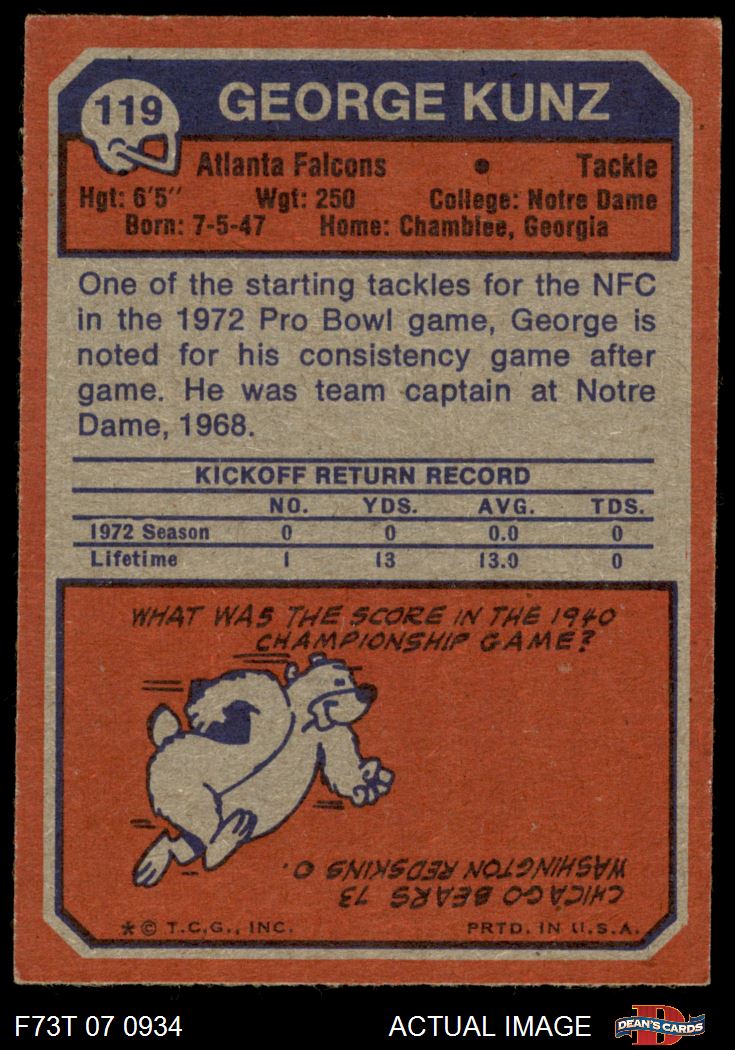 119
GEORGE KUNZ
Atlanta Falcons • Tackle
Hgt: 6'5" Wgt: 250 College: Notre Dame
Born: 7-5-47 Home: Chamblee, Georgia
One of the starting tackles for the NFC
in the 1972 Pro Bowl game, George is
noted for his consistency game after
game. He was team captain at Notre
Dame, 1968.
KICKOFF RETURN RECORD
NO. YDS. AVG. TDS.
1972 Season 0 0 0.0 0
Lifetime 1 13 13.0 0
WHAT WAS THE SCORE IN THE 1940
CHAMPIONSHIP GAME?
CHICAGO BEARS 73
WASHINGTON REDSKINS 0.
*© T.C.G., INC. PRTD. IN U.S.A.
F73T 07 0934 ACTUAL IMAGE
D
DEAN'S CARDS